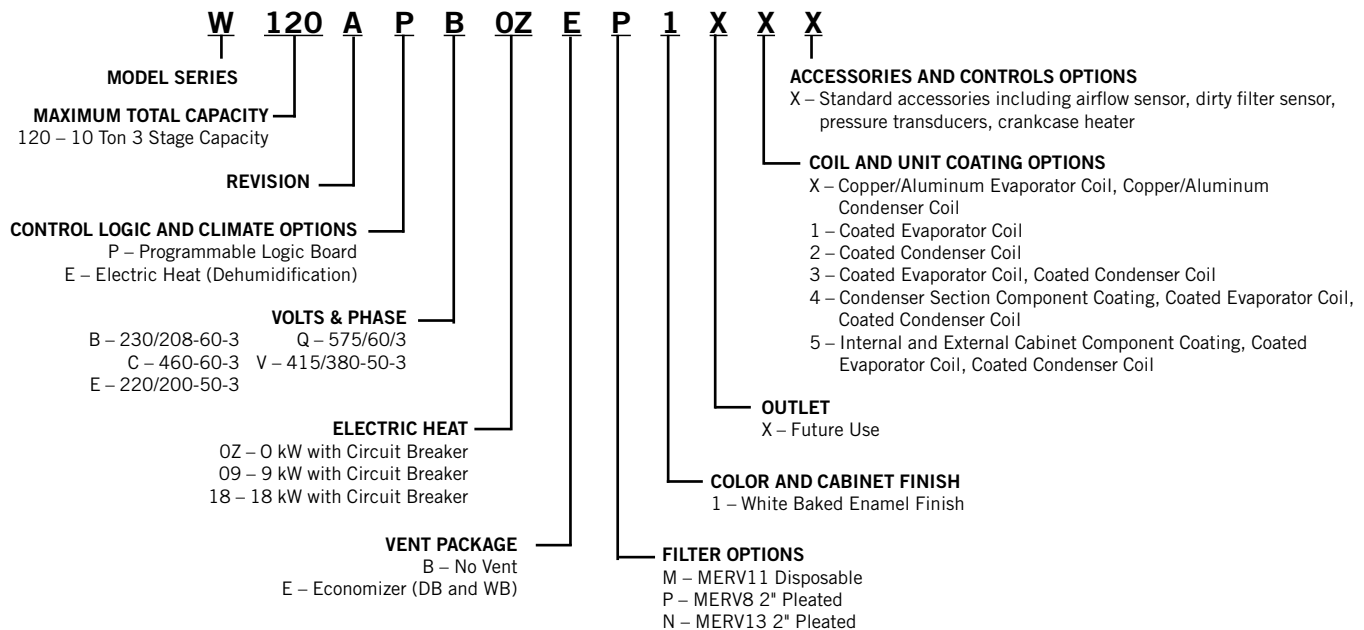 W 120 A P B 0Z E P 1 X X X
MODEL SERIES
MAXIMUM TOTAL CAPACITY
120 – 10 Ton 3 Stage Capacity
REVISION
CONTROL LOGIC AND CLIMATE OPTIONS
P – Programmable Logic Board
E – Electric Heat (Dehumidification)
VOLTS & PHASE
B – 230/208-60-3 Q – 575/60/3
C – 460-60-3 V – 415/380-50-3
E – 220/200-50-3
ELECTRIC HEAT
0Z – 0 kW with Circuit Breaker
09 – 9 kW with Circuit Breaker
18 – 18 kW with Circuit Breaker
VENT PACKAGE
B – No Vent
E – Economizer (DB and WB)
ACCESSORIES AND CONTROLS OPTIONS
X – Standard accessories including airflow sensor, dirty filter sensor,
pressure transducers, crankcase heater
COIL AND UNIT COATING OPTIONS
X – Copper/Aluminum Evaporator Coil, Copper/Aluminum
Condenser Coil
1 – Coated Evaporator Coil
2 – Coated Condenser Coil
3 – Coated Evaporator Coil, Coated Condenser Coil
4 – Condenser Section Component Coating, Coated Evaporator Coil,
Coated Condenser Coil
5 – Internal and External Cabinet Component Coating, Coated
Evaporator Coil, Coated Condenser Coil
OUTLET
X – Future Use
COLOR AND CABINET FINISH
1 – White Baked Enamel Finish
FILTER OPTIONS
M – MERV11 Disposable
P – MERV8 2" Pleated
N – MERV13 2" Pleated